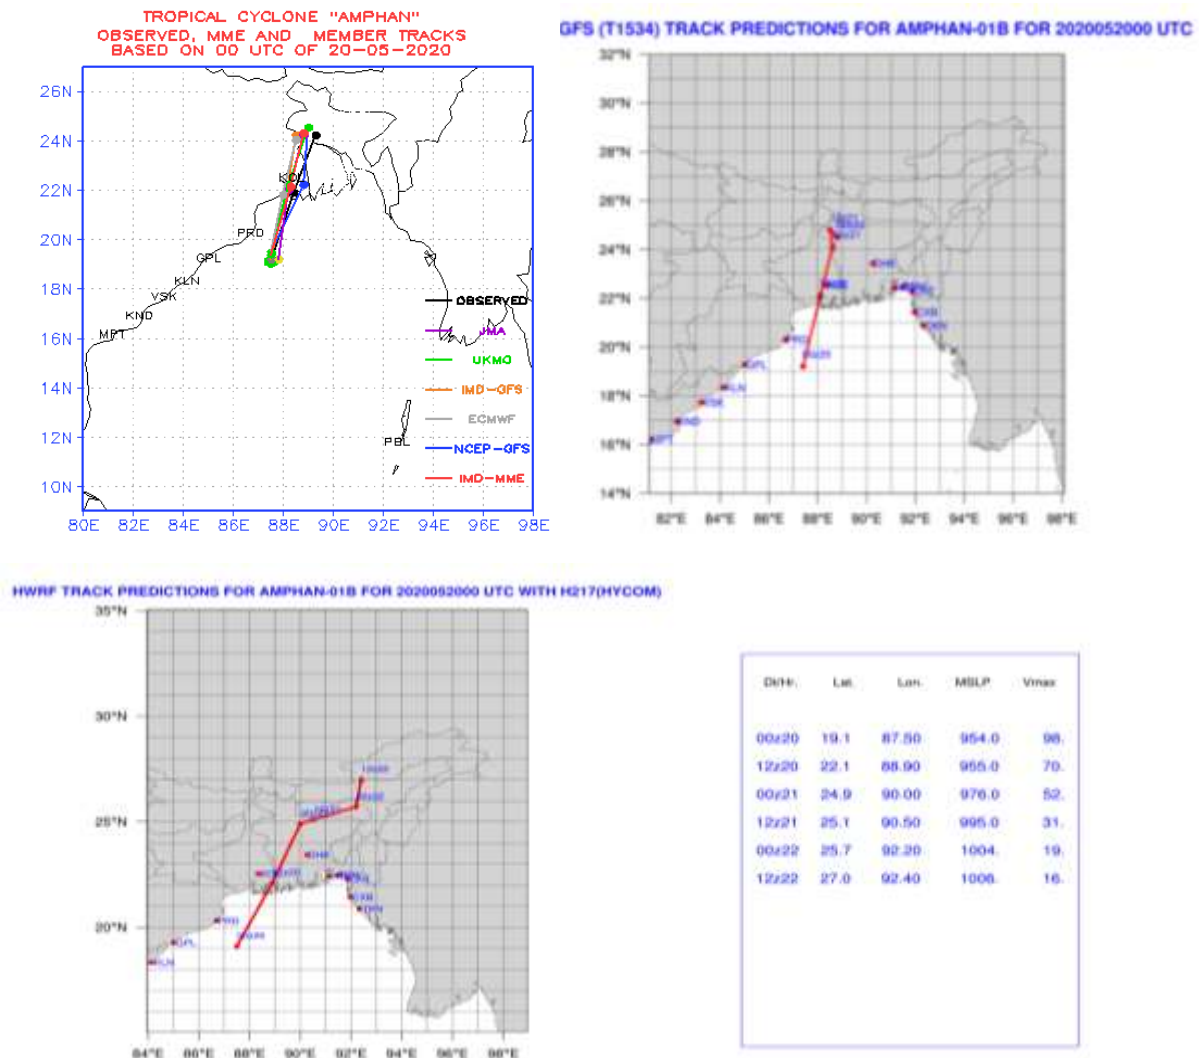 TROPICAL CYCLONE "AMPHAN"
OBSERVED, MME AND MEMBER TRACKS
BASED ON 00 UTC OF 20-05-2020
26N
24N
22N
20N
18N
16N
14N
12N
10N
80E 82E 84E 86E 88E 90E 92E 94E 96E 98E
KOL
PRD
GPL
KLN
VSK
KND
MPT
PBL
OBSERVED
JMA
UKMO
IMD-GFS
ECMWF
NCEP-GFS
IMD-MME
GFS (T1534) TRACK PREDICTIONS FOR AMPHAN-01B FOR 2020052000 UTC
32°N
30°N
28°N
26°N
24°N
22°N
20°N
18°N
16°N
14°N
82°E 84°E 86°E 88°E 90°E 92°E 94°E 96°E 98°E
GPL
HWRF TRACK PREDICTIONS FOR AMPHAN-01B FOR 2020052000 UTC WITH H217(HYCOM)
35°N
30°N
25°N
20°N
84°E 86°E 88°E 90°E 92°E 94°E 96°E 98°E
GPL
Dt/Hr. Lat. Lon. MSLP Vmax
00z20 19.1 87.50 954.0 98.
12z20 22.1 88.90 955.0 70.
00z21 24.9 90.00 976.0 52.
12z21 25.1 90.50 995.0 31.
00z22 25.7 92.20 1004. 19.
12z22 27.0 92.40 1006. 16.